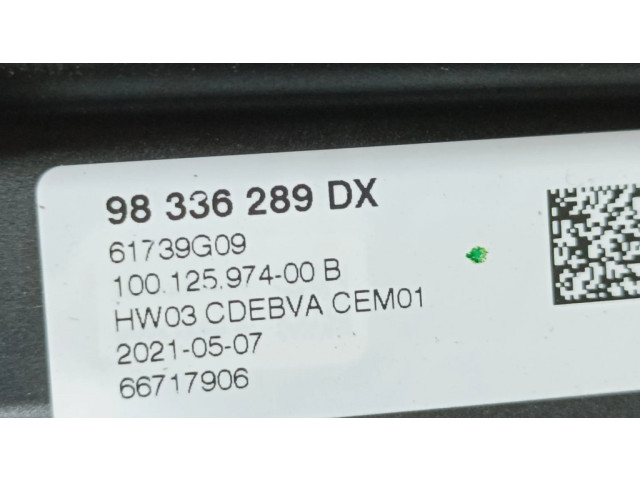 98 336 289 DX
61739G09
100.125.974-00 B
HW03 CDEBVA CEM01
2021-05-07
66717906